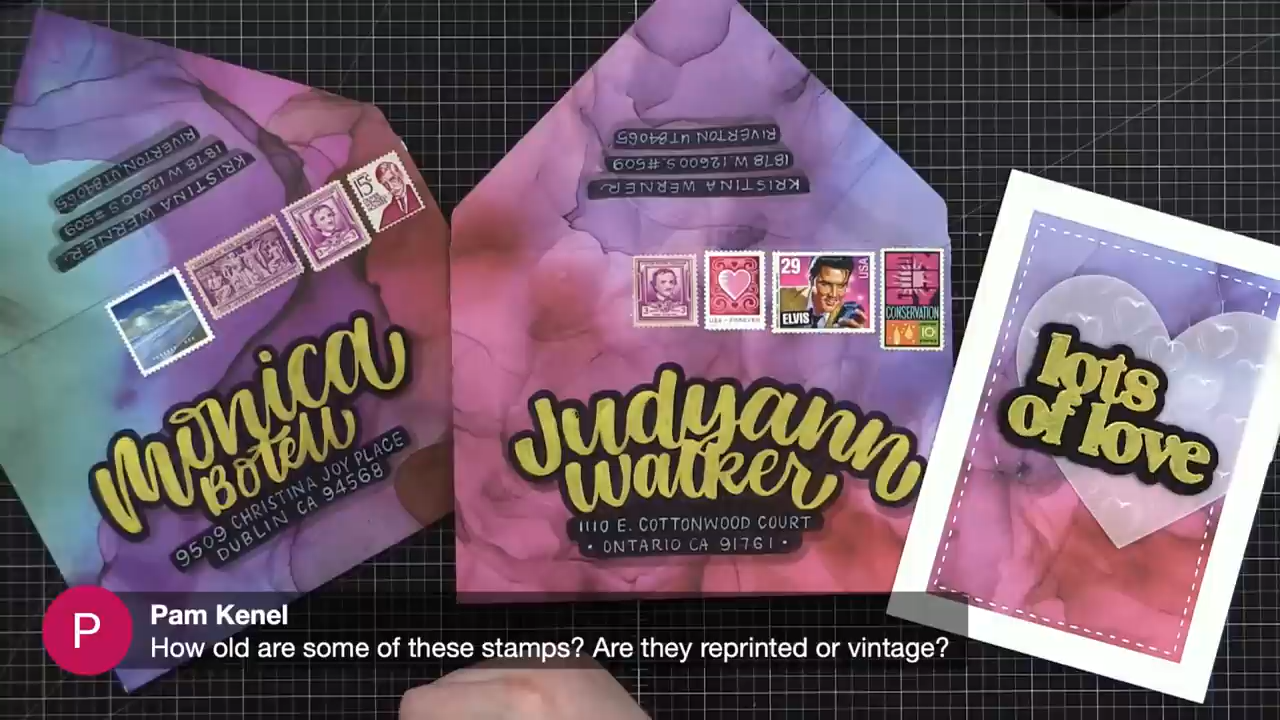 KRISTINA WERNER
1878 W. 12600 S. #509
RIVERTON UT 84065
15¢
Monica
Botell
9509 CHRISTINA JOY PLACE
DUBLIN CA 94568
KRISTINA WERNER
1878 W. 12600 S. #509
RIVERTON UT 84065
USA FOREVER
29
USA
ELVIS
CONSERVATION
10¢
Judyann
Walker
1110 E. COTTONWOOD COURT
• ONTARIO CA 91761 •
lots
of love
P
Pam Kenel
How old are some of these stamps? Are they reprinted or vintage?